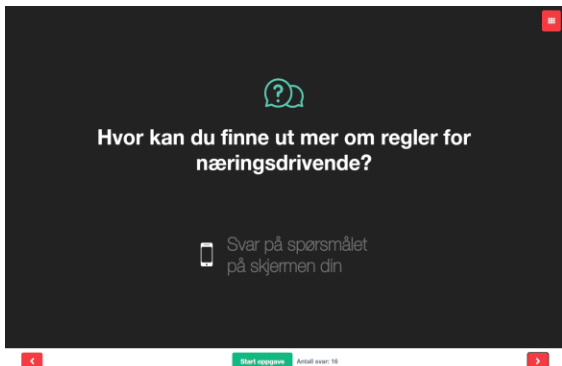 ?
Hvor kan du finne ut mer om regler for
næringsdrivende?
Svar på spørsmålet
på skjermen din
Start oppgave Antall svar: 16